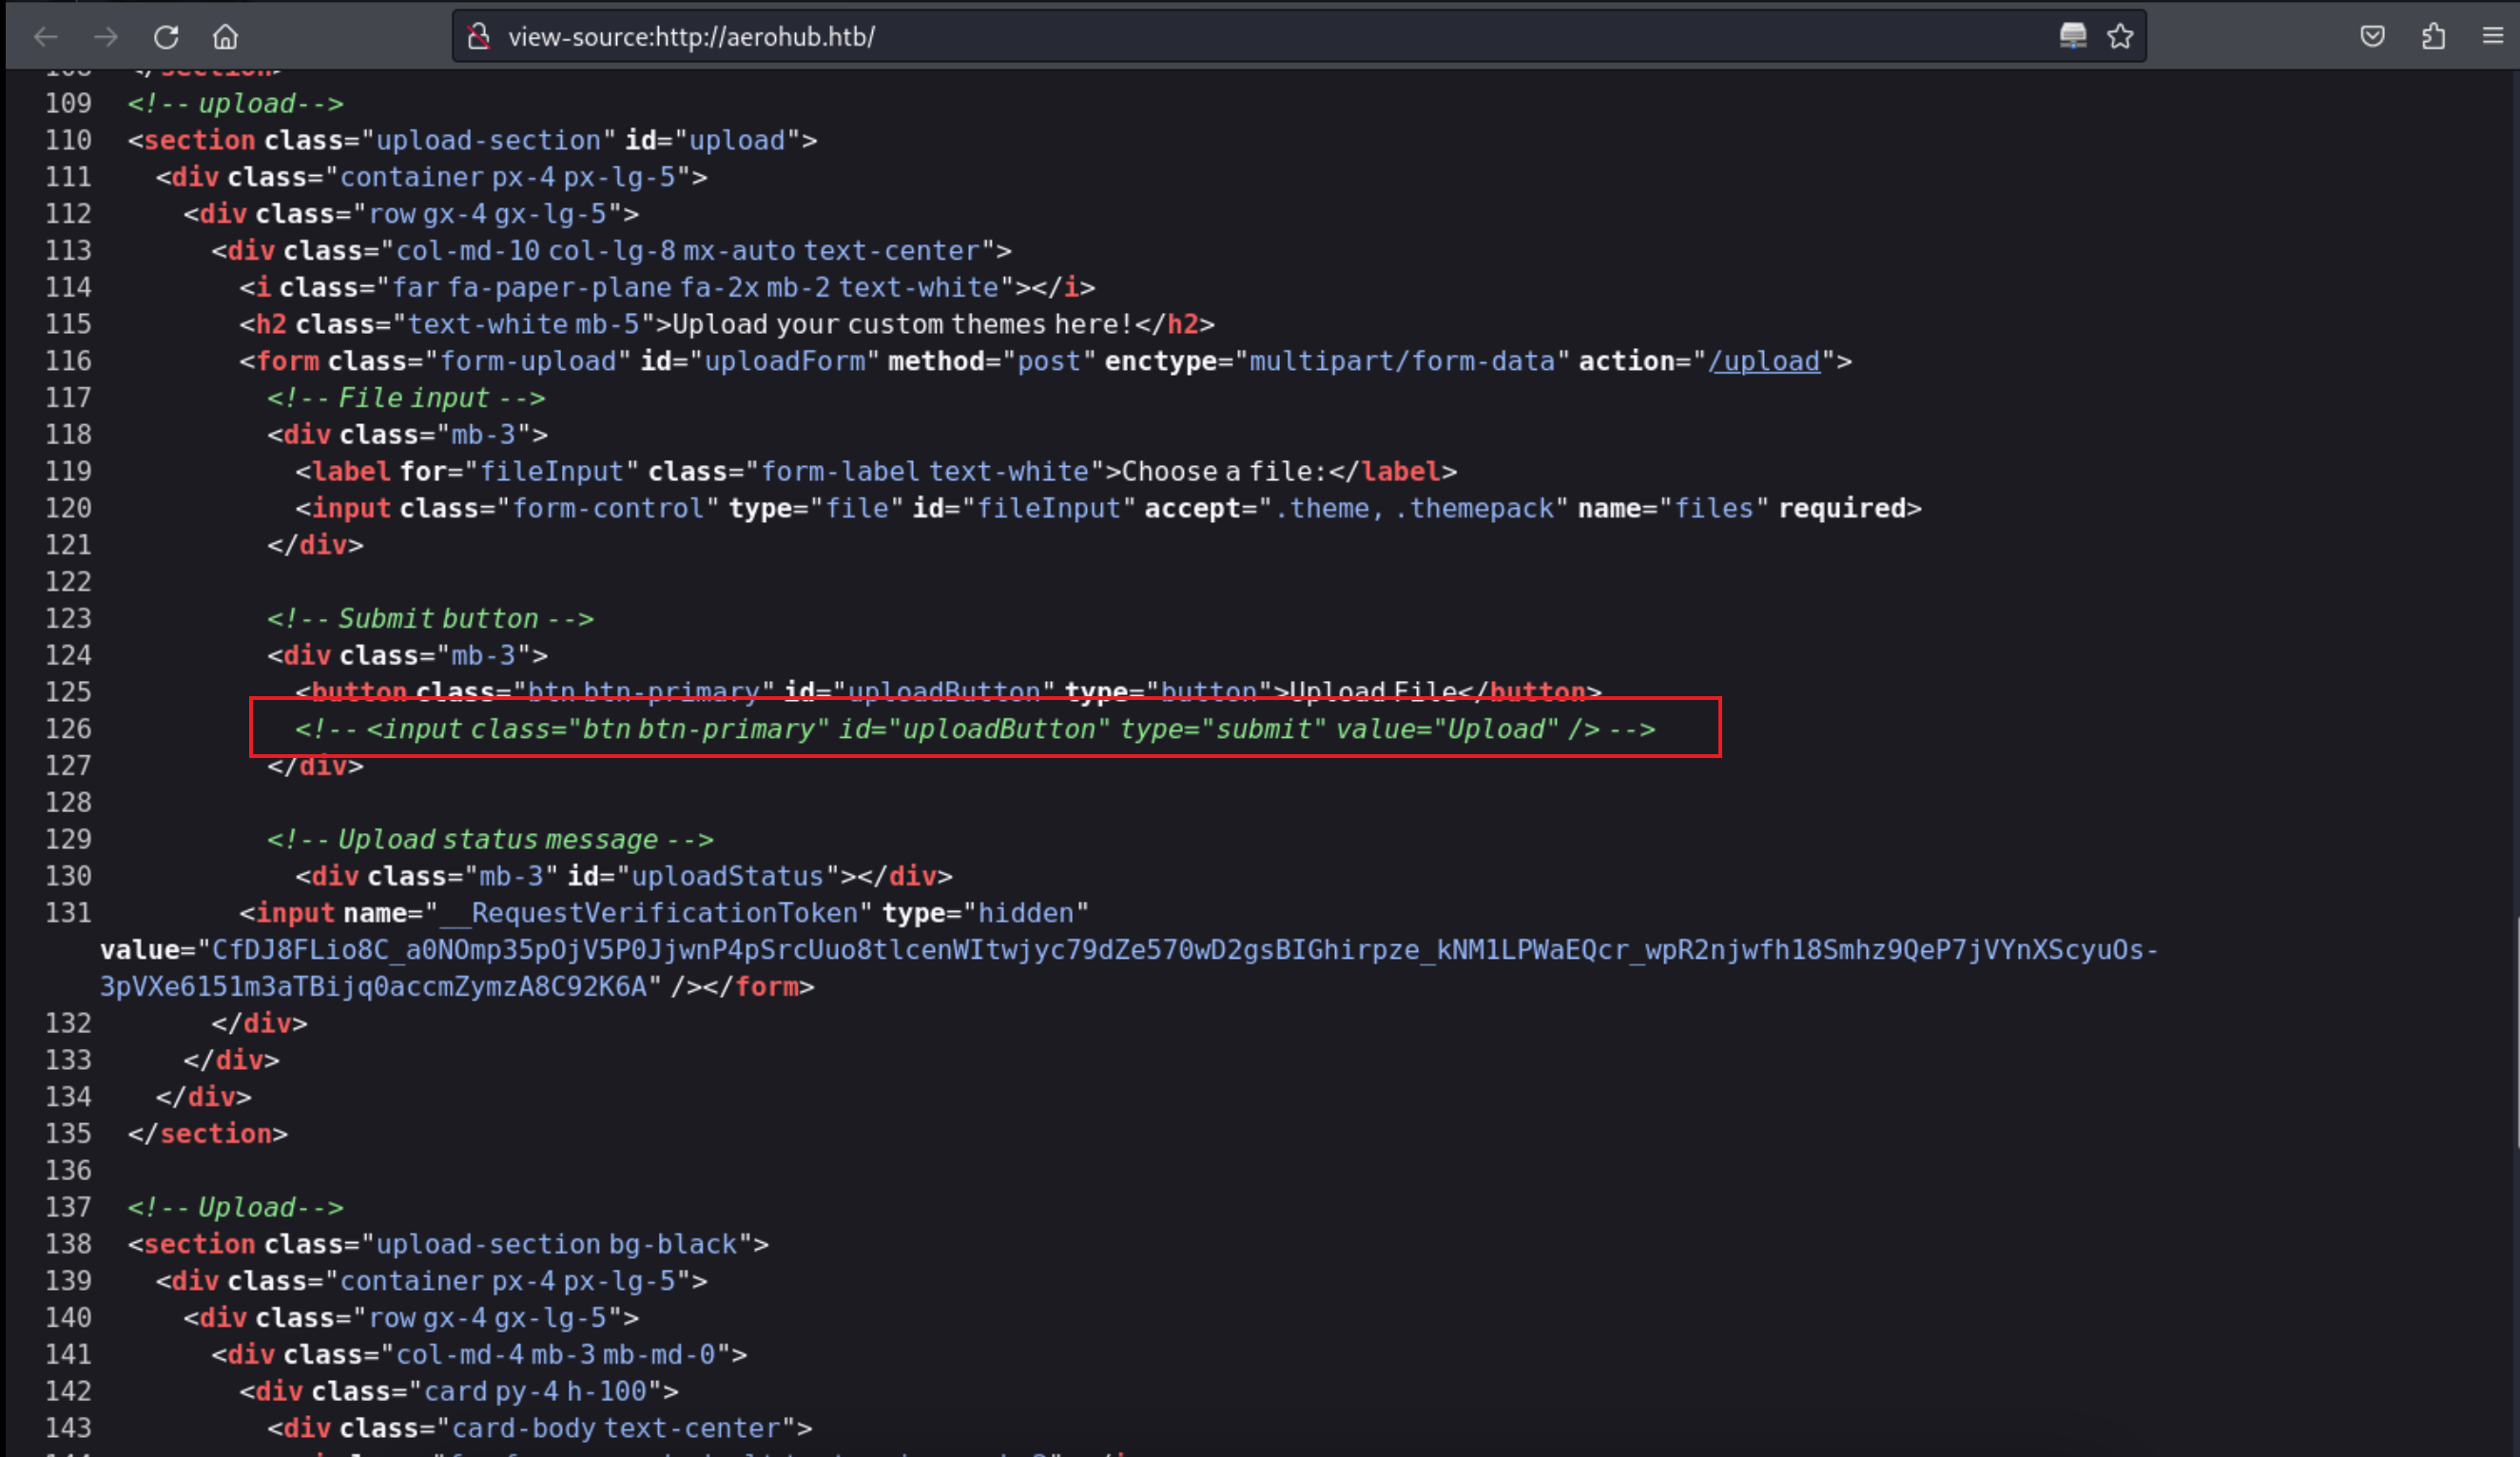 view-source:http://aerohub.htb/
108 </section>
109 <!-- upload-->
110 <section class="upload-section" id="upload">
111 <div class="container px-4 px-lg-5">
112 <div class="row gx-4 gx-lg-5">
113 <div class="col-md-10 col-lg-8 mx-auto text-center">
114 <i class="far fa-paper-plane fa-2x mb-2 text-white"></i>
115 <h2 class="text-white mb-5">Upload your custom themes here!</h2>
116 <form class="form-upload" id="uploadForm" method="post" enctype="multipart/form-data" action="/upload">
117 <!-- File input -->
118 <div class="mb-3">
119 <label for="fileInput" class="form-label text-white">Choose a file:</label>
120 <input class="form-control" type="file" id="fileInput" accept=".theme, .themepack" name="files" required>
121 </div>
122
123 <!-- Submit button -->
124 <div class="mb-3">
125 <button class="btn btn-primary" id="uploadButton" type="button">Upload File</button>
126 <!-- <input class="btn btn-primary" id="uploadButton" type="submit" value="Upload" /> -->
127 </div>
128
129 <!-- Upload status message -->
130 <div class="mb-3" id="uploadStatus"></div>
131 <input name="__RequestVerificationToken" type="hidden"
value="CfDJ8FLio8C_a0NOmp35pOjV5P0JjwnP4pSrcUuo8tlcenWItwjyc79dZe570wD2gsBIGhirpze_kNM1LPWaEQcr_wpR2njwfh18Smhz9QeP7jVYnXScyuOs-
3pVXe6151m3aTBijq0accmZymzA8C92K6A" /></form>
132 </div>
133 </div>
134 </div>
135 </section>
136
137 <!-- Upload-->
138 <section class="upload-section bg-black">
139 <div class="container px-4 px-lg-5">
140 <div class="row gx-4 gx-lg-5">
141 <div class="col-md-4 mb-3 mb-md-0">
142 <div class="card py-4 h-100">
143 <div class="card-body text-center">